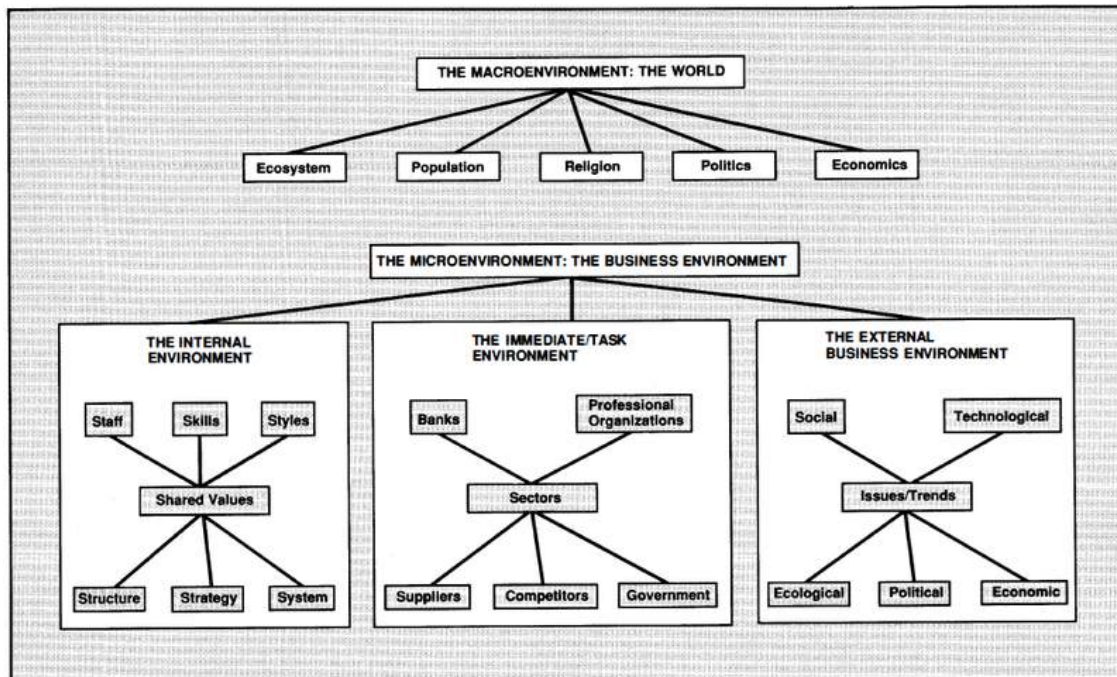 THE MACROENVIRONMENT: THE WORLD
Ecosystem
Population
Religion
Politics
Economics
THE MICROENVIRONMENT: THE BUSINESS ENVIRONMENT
THE INTERNAL
ENVIRONMENT
Staff
Skills
Styles
Shared Values
Structure
Strategy
System
THE IMMEDIATE/TASK
ENVIRONMENT
Banks
Professional
Organizations
Sectors
Suppliers
Competitors
Government
THE EXTERNAL
BUSINESS ENVIRONMENT
Social
Technological
Issues/Trends
Ecological
Political
Economic